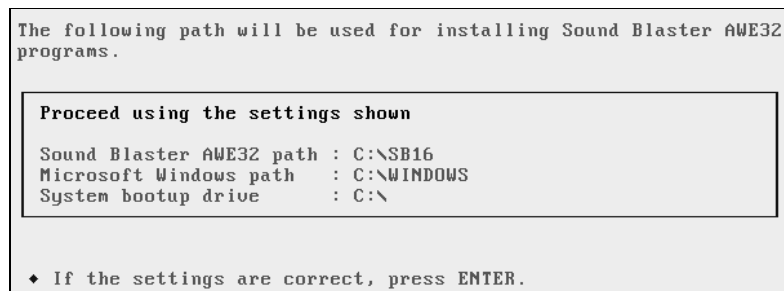 The following path will be used for installing Sound Blaster AWE32
programs.
Proceed using the settings shown
Sound Blaster AWE32 path : C:\SB16
Microsoft Windows path : C:\WINDOWS
System bootup drive : C:\
◆ If the settings are correct, press ENTER.